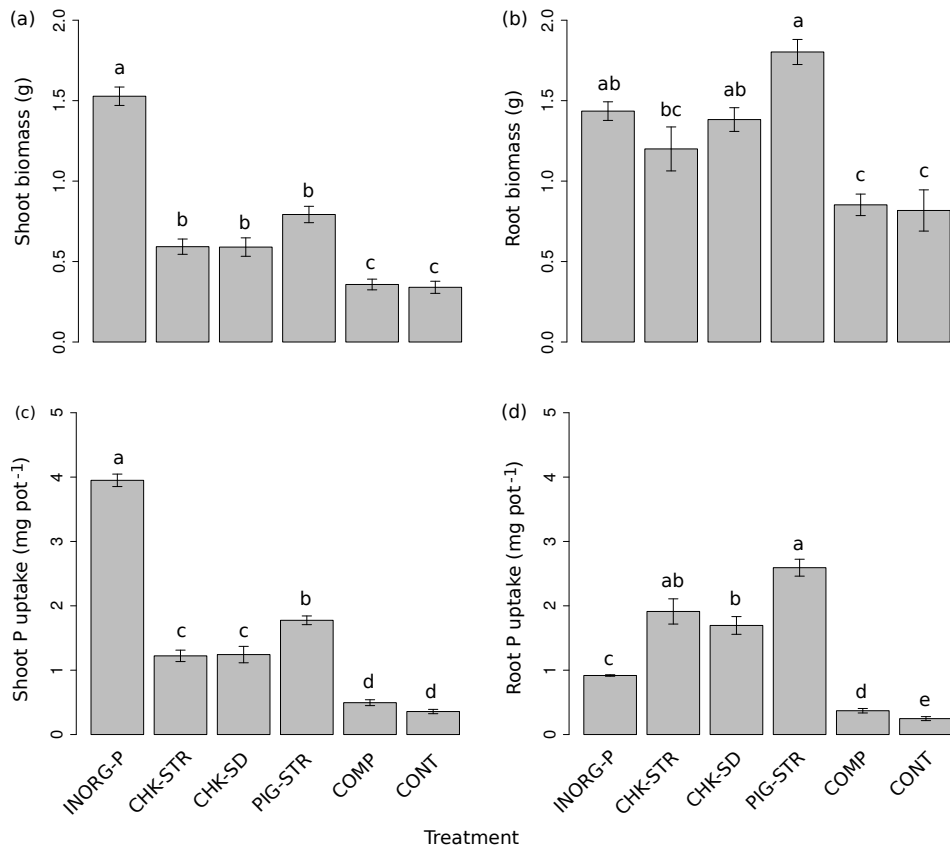 (a)
Shoot biomass (g)
2.0
1.5
1.0
0.5
0.0
a
b
b
b
c
c
(b)
Root biomass (g)
2.0
1.5
1.0
0.5
0.0
ab
bc
ab
a
c
c
(c)
Shoot P uptake (mg pot⁻¹)
5
4
3
2
1
0
a
c
c
b
d
d
INORG-P
CHK-STR
CHK-SD
PIG-STR
COMP
CONT
(d)
Root P uptake (mg pot⁻¹)
5
4
3
2
1
0
c
ab
b
a
d
e
INORG-P
CHK-STR
CHK-SD
PIG-STR
COMP
CONT
Treatment